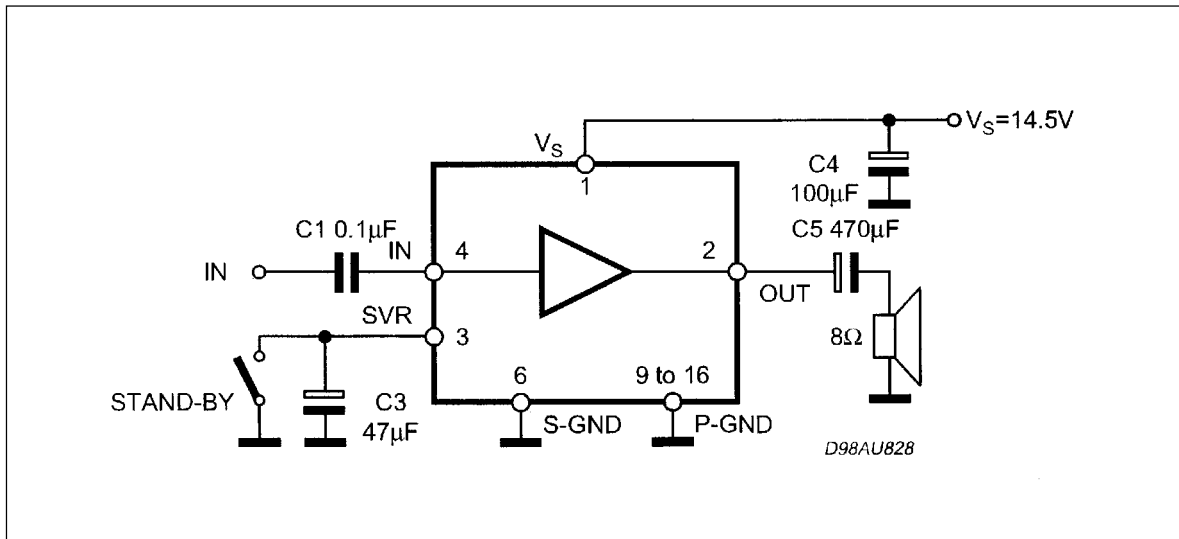 V_S=14.5V
V_S
1
C4
100µF
C1 0.1µF
IN
4
2
C5 470µF
IN
OUT
SVR
3
8Ω
6
9 to 16
STAND-BY
C3
47µF
S-GND
P-GND
D98AU828